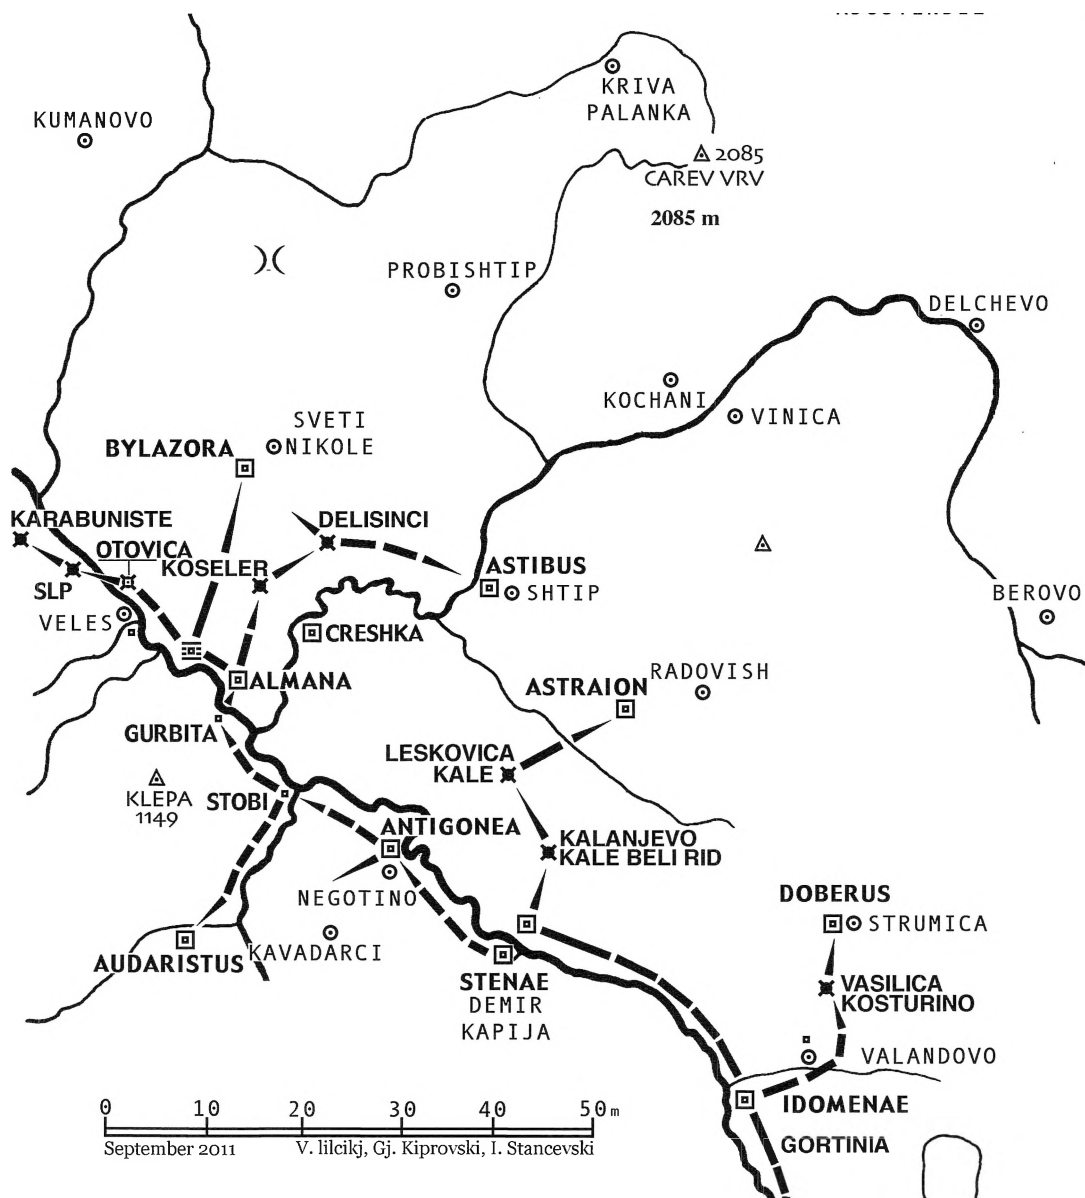 KRIVA
PALANKA
KUMANOVO
2085
CAREV VRV
2085 m
PROBISHTIP
DELCHEVO
KOCHANI
VINICA
SVETI
NIKOLE
BYLAZORA
KARABUNISTE
DELISINCI
OTOVICA
KOSELER
ASTIBUS
SLP
SHTIP
BEROVO
VELES
CRESHKA
RADOVISH
ALMANA
ASTRAION
GURBITA
LESKOVICA
KALE
KLEPA
1149
STOBI
ANTIGONEA
KALANJEVO
KALE BELI RID
NEGOTINO
DOBERUS
STRUMICA
KAVADARCI
AUDARISTUS
STENAE
DEMIR
KAPIJA
VASILICA
KOSTURINO
VALANDOVO
IDOMENAE
GORTINIA
0 10 20 30 40 50 m
September 2011 V. lilcikj, Gj. Kiprovski, I. Stancevski